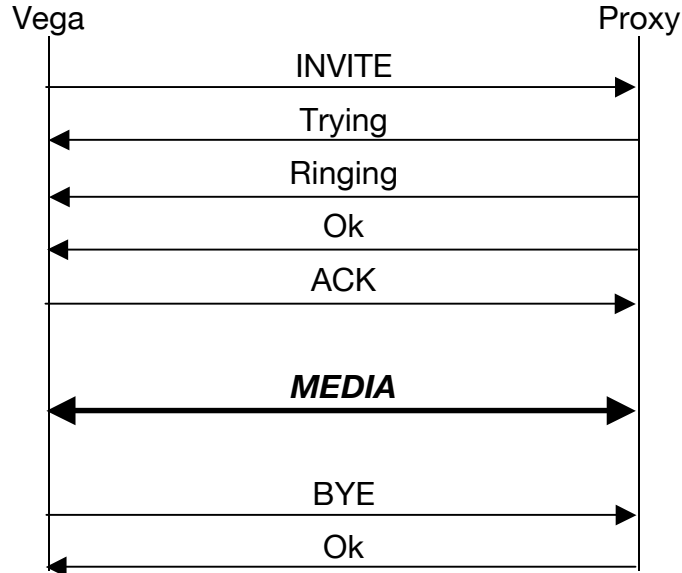 Vega Proxy
INVITE
Trying
Ringing
Ok
ACK
MEDIA
BYE
Ok